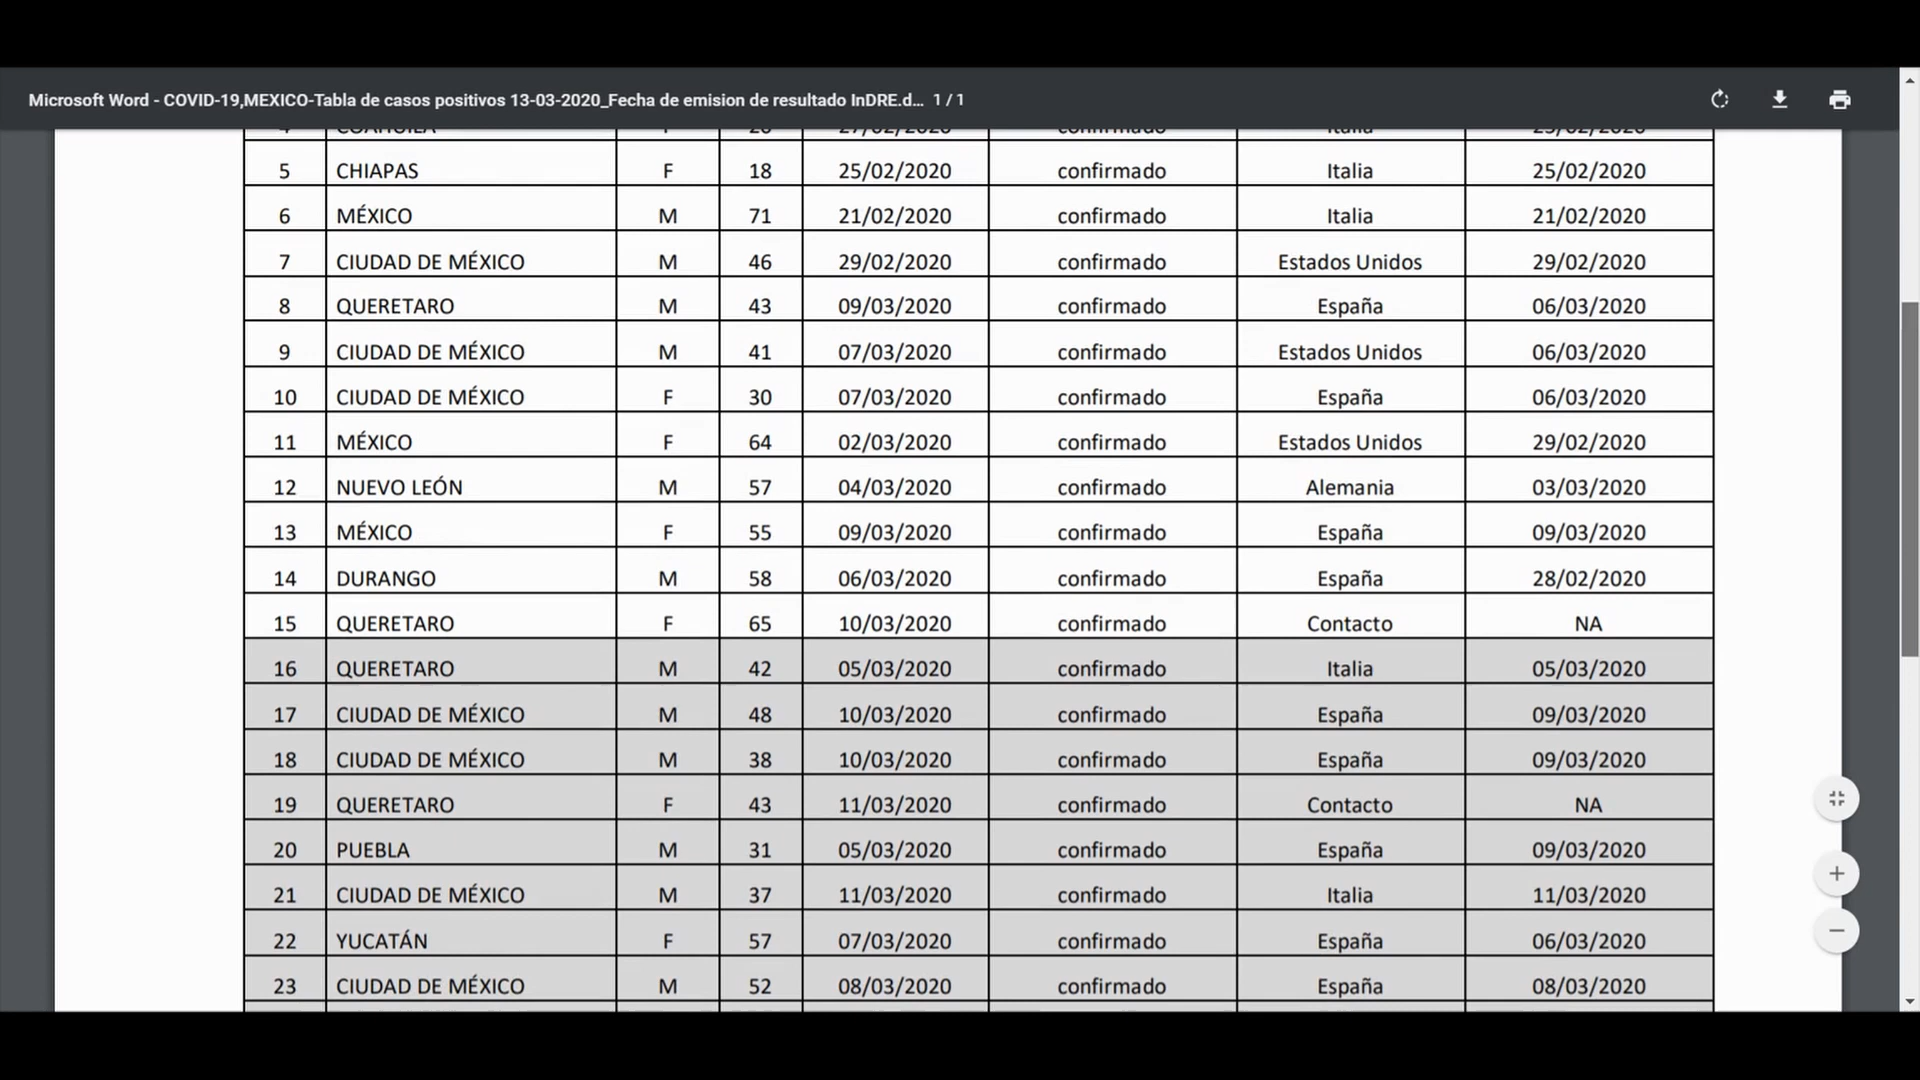 Microsoft Word - COVID-19,MEXICO-Tabla de casos positivos 13-03-2020_Fecha de emision de resultado InDRE.d... 1 / 1
4 COAHUILA F 20 27/02/2020 confirmado Italia 25/02/2020
5 CHIAPAS F 18 25/02/2020 confirmado Italia 25/02/2020
6 MÉXICO M 71 21/02/2020 confirmado Italia 21/02/2020
7 CIUDAD DE MÉXICO M 46 29/02/2020 confirmado Estados Unidos 29/02/2020
8 QUERETARO M 43 09/03/2020 confirmado España 06/03/2020
9 CIUDAD DE MÉXICO M 41 07/03/2020 confirmado Estados Unidos 06/03/2020
10 CIUDAD DE MÉXICO F 30 07/03/2020 confirmado España 06/03/2020
11 MÉXICO F 64 02/03/2020 confirmado Estados Unidos 29/02/2020
12 NUEVO LEÓN M 57 04/03/2020 confirmado Alemania 03/03/2020
13 MÉXICO F 55 09/03/2020 confirmado España 09/03/2020
14 DURANGO M 58 06/03/2020 confirmado España 28/02/2020
15 QUERETARO F 65 10/03/2020 confirmado Contacto NA
16 QUERETARO M 42 05/03/2020 confirmado Italia 05/03/2020
17 CIUDAD DE MÉXICO M 48 10/03/2020 confirmado España 09/03/2020
18 CIUDAD DE MÉXICO M 38 10/03/2020 confirmado España 09/03/2020
19 QUERETARO F 43 11/03/2020 confirmado Contacto NA
20 PUEBLA M 31 05/03/2020 confirmado España 09/03/2020
21 CIUDAD DE MÉXICO M 37 11/03/2020 confirmado Italia 11/03/2020
22 YUCATÁN F 57 07/03/2020 confirmado España 06/03/2020
23 CIUDAD DE MÉXICO M 52 08/03/2020 confirmado España 08/03/2020